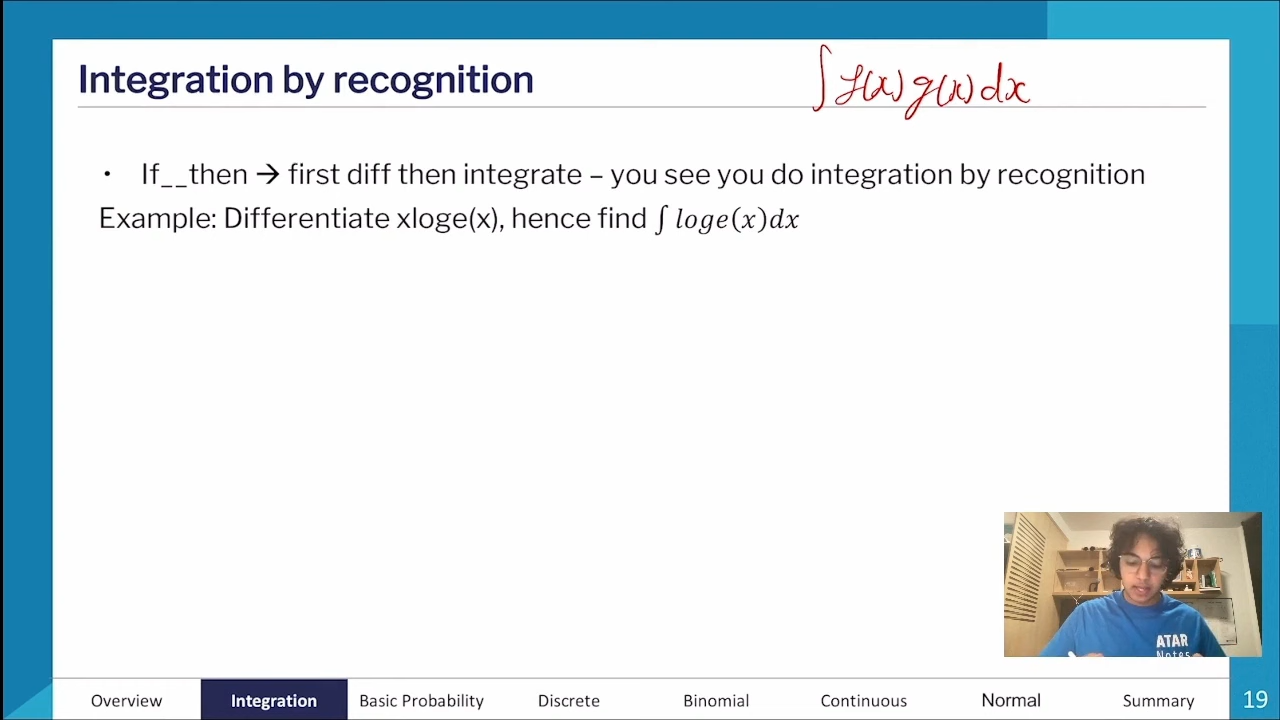 Integration by recognition
∫ f(x) g(x) dx
• If__then → first diff then integrate – you see you do integration by recognition
Example: Differentiate xloge(x), hence find ∫ loge(x)dx
ATAR
Notes
Overview Integration Basic Probability Discrete Binomial Continuous Normal Summary 19